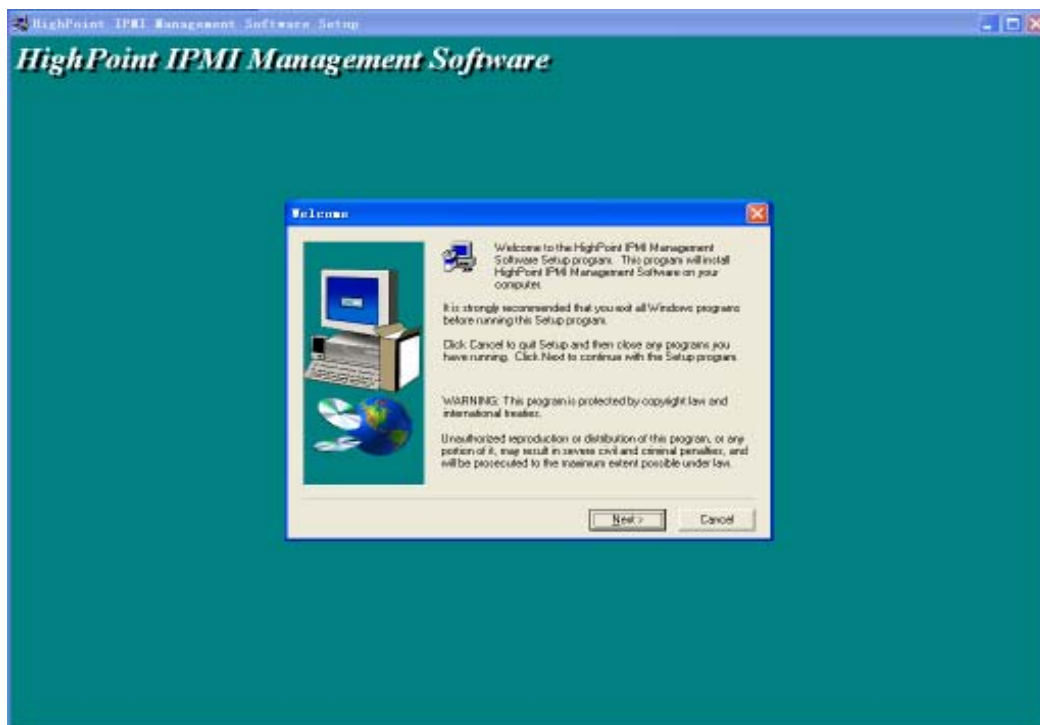 HighPoint IPMI Management Software Setup
HighPoint IPMI Management Software
Welcome
Welcome to the HighPoint IPMI Management
Software Setup program. This program will install
HighPoint IPMI Management Software on your
computer.
It is strongly recommended that you exit all Windows programs
before running this Setup program.
Click Cancel to quit Setup and then close any programs you
have running. Click Next to continue with the Setup program.
WARNING: This program is protected by copyright law and
international treaties.
Unauthorized reproduction or distribution of this program, or any
portion of it, may result in severe civil and criminal penalties, and
will be prosecuted to the maximum extent possible under law.
Next >
Cancel